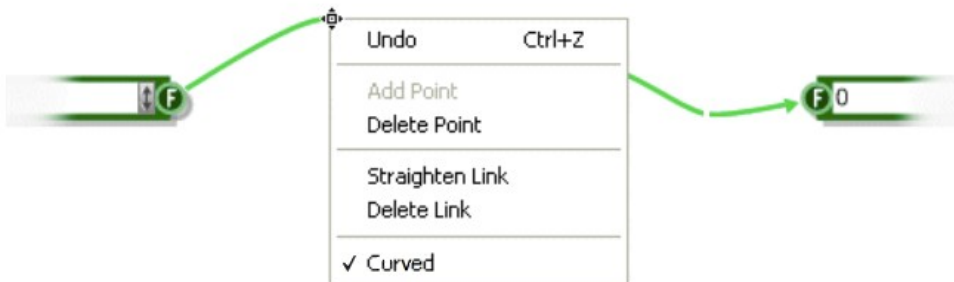 Undo Ctrl+Z
Add Point
F
F 0
Delete Point
Straighten Link
Delete Link
✓ Curved